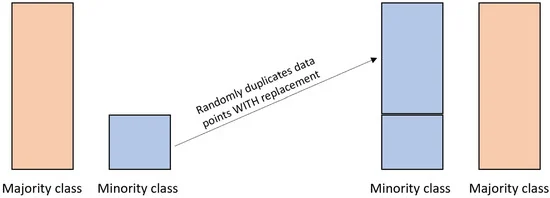 Randomly duplicates data
points WITH replacement
Majority class
Minority class
Minority class
Majority class